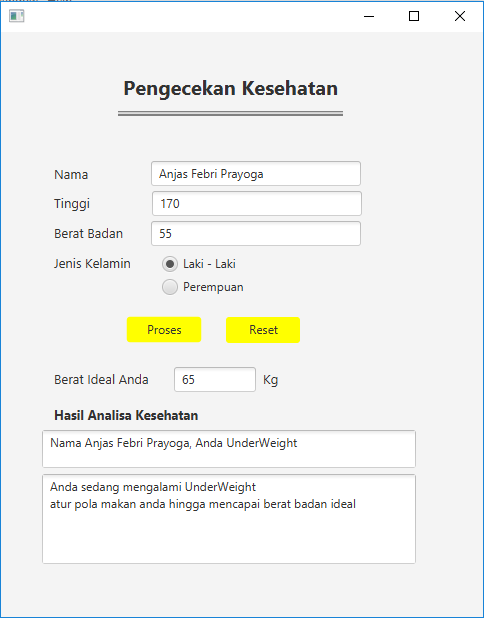 Pengecekan Kesehatan
Nama Anjas Febri Prayoga
Tinggi 170
Berat Badan 55
Jenis Kelamin Laki - Laki
Perempuan
Proses Reset
Berat Ideal Anda 65 Kg
Hasil Analisa Kesehatan
Nama Anjas Febri Prayoga, Anda UnderWeight
Anda sedang mengalami UnderWeight
atur pola makan anda hingga mencapai berat badan ideal